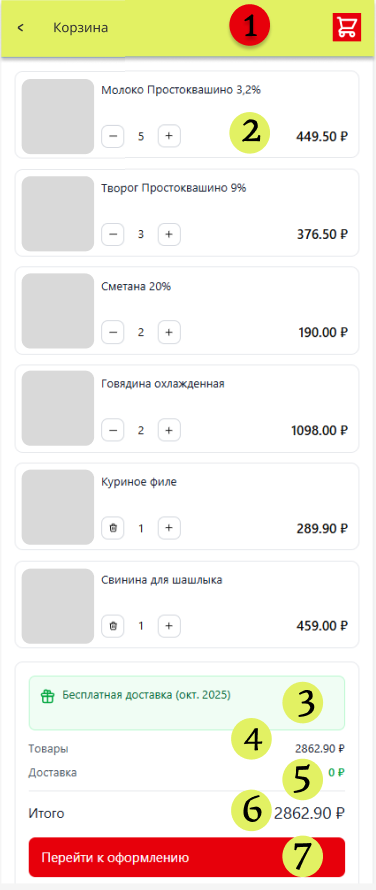 < Корзина 1
Молоко Простоквашино 3,2%
− 5 + 2 449.50 ₽
Творог Простоквашино 9%
− 3 + 376.50 ₽
Сметана 20%
− 2 + 190.00 ₽
Говядина охлажденная
− 2 + 1098.00 ₽
Куриное филе
1 + 289.90 ₽
Свинина для шашлыка
1 + 459.00 ₽
Бесплатная доставка (окт. 2025) 3
4
Товары 2862.90 ₽
Доставка 5 0 ₽
Итого 6 2862.90 ₽
Перейти к оформлению 7